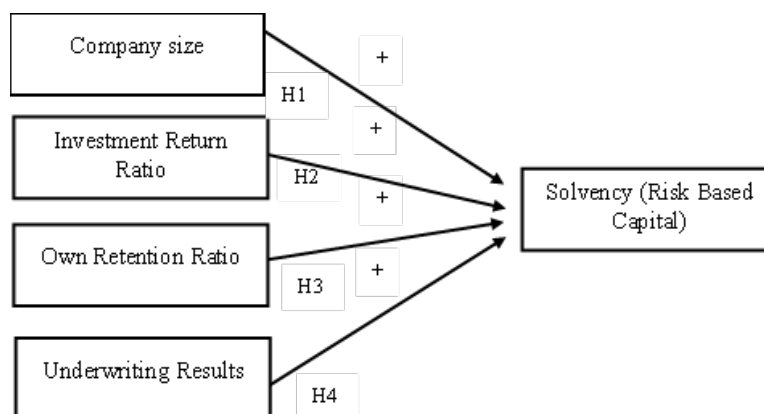 Company size
+
H1
+
Investment Return
Ratio
H2
Solvency (Risk Based
Capital)
+
Own Retention Ratio
+
H3
Underwriting Results
H4